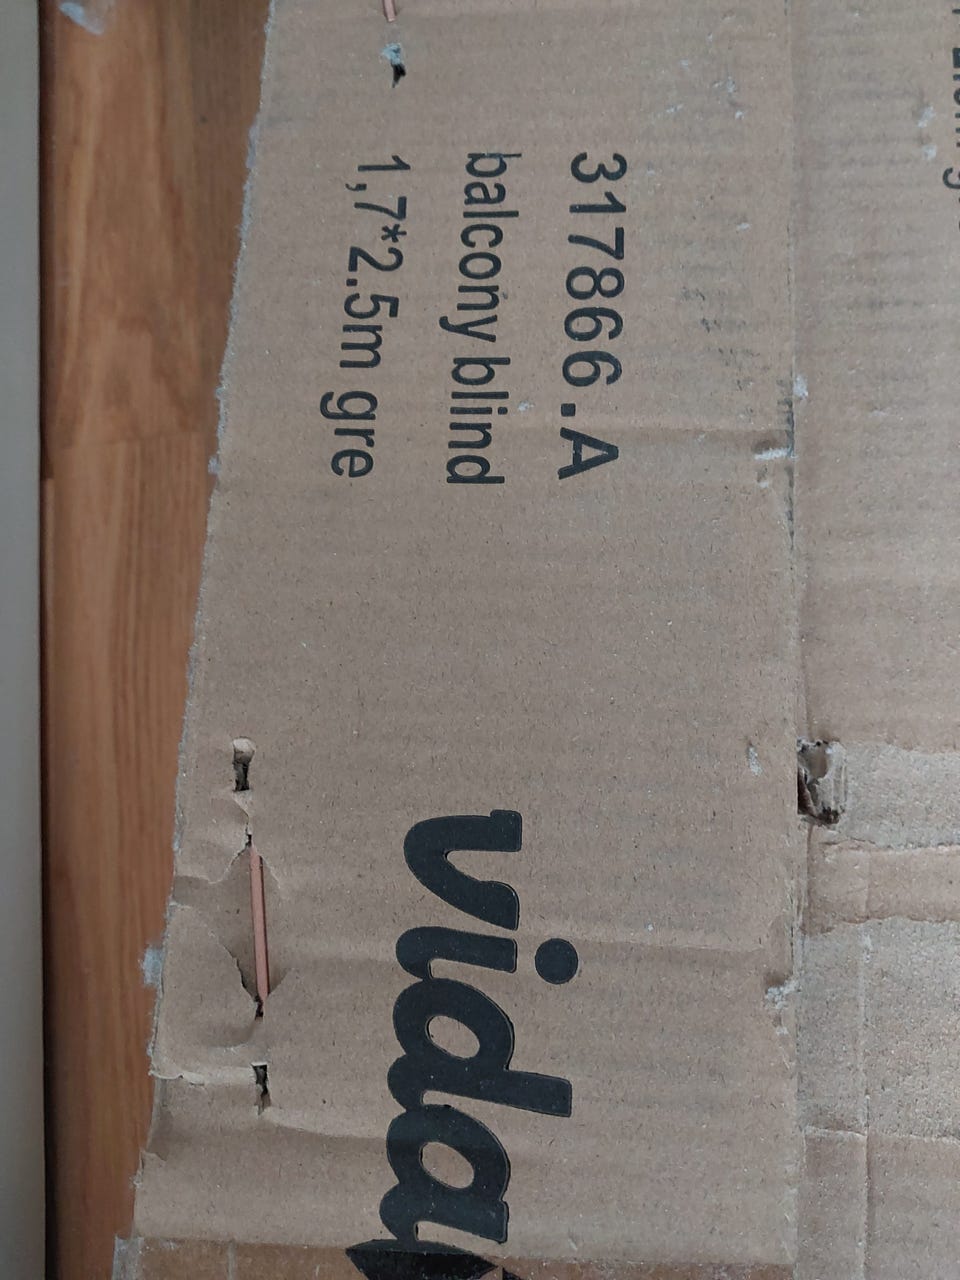 317866.A
balcony blind
1,7*2.5m gre
vida